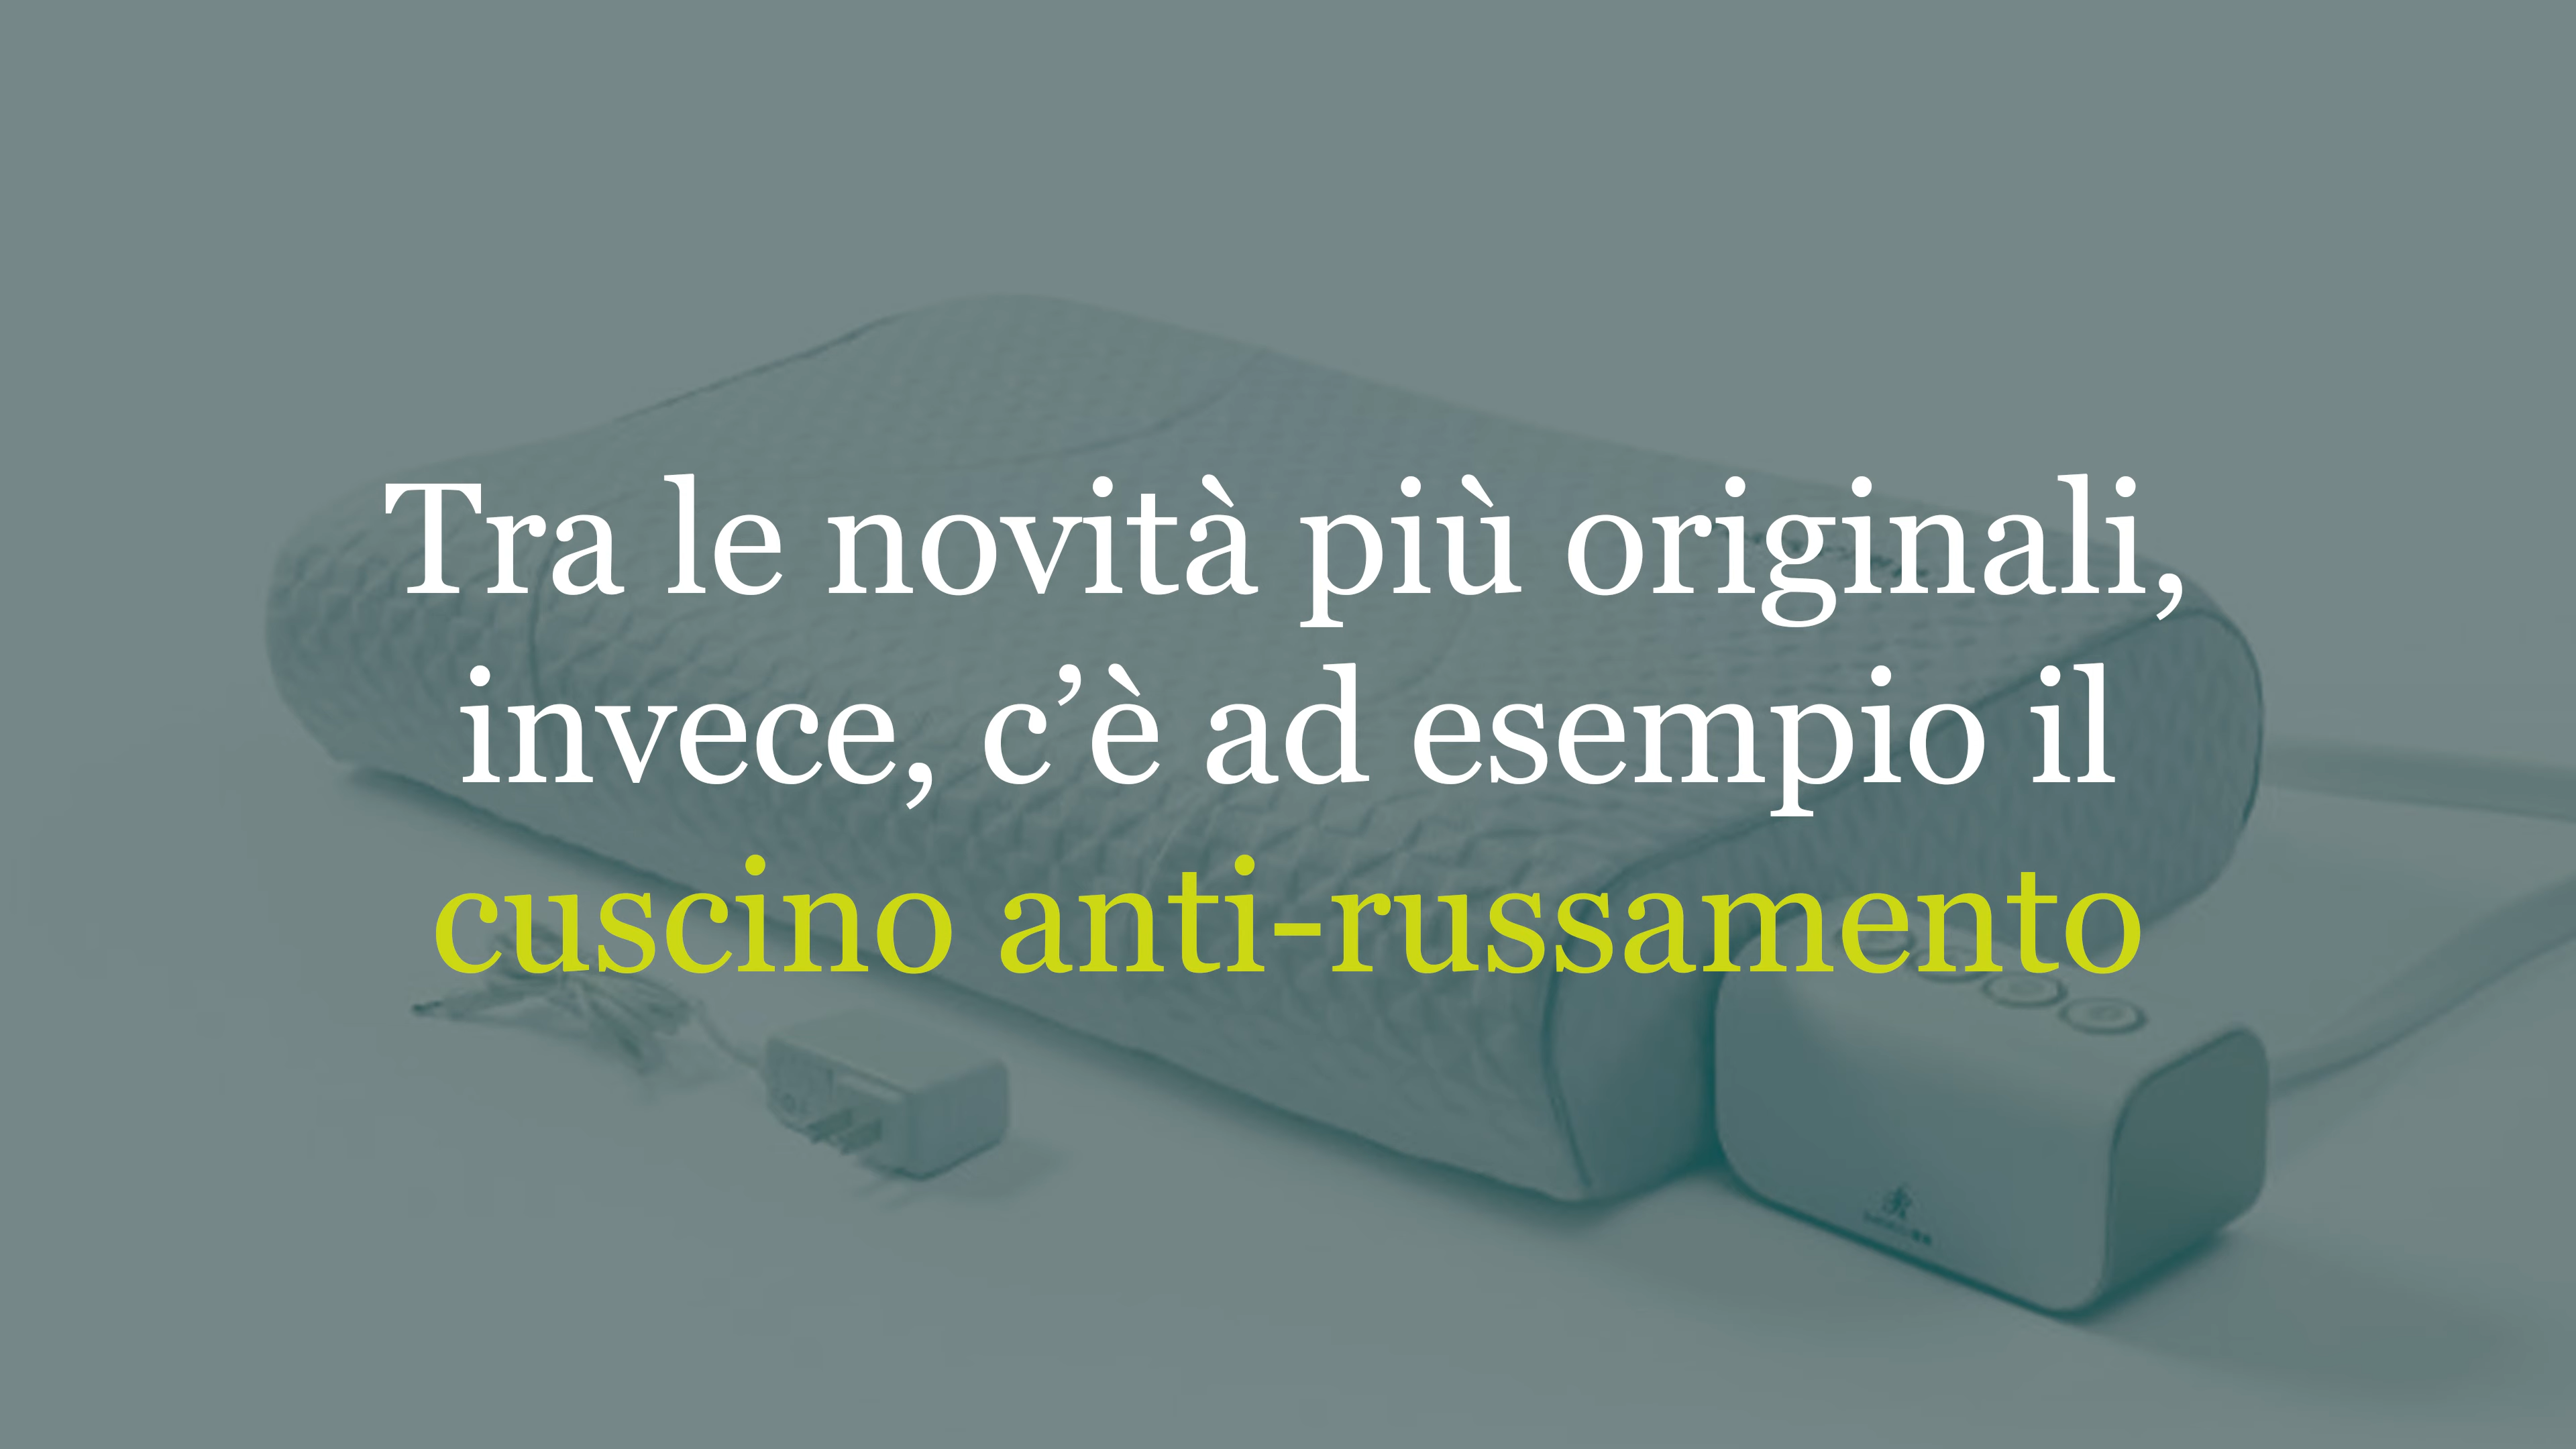 Tra le novità più originali,
invece, c’è ad esempio il
cuscino anti-russamento